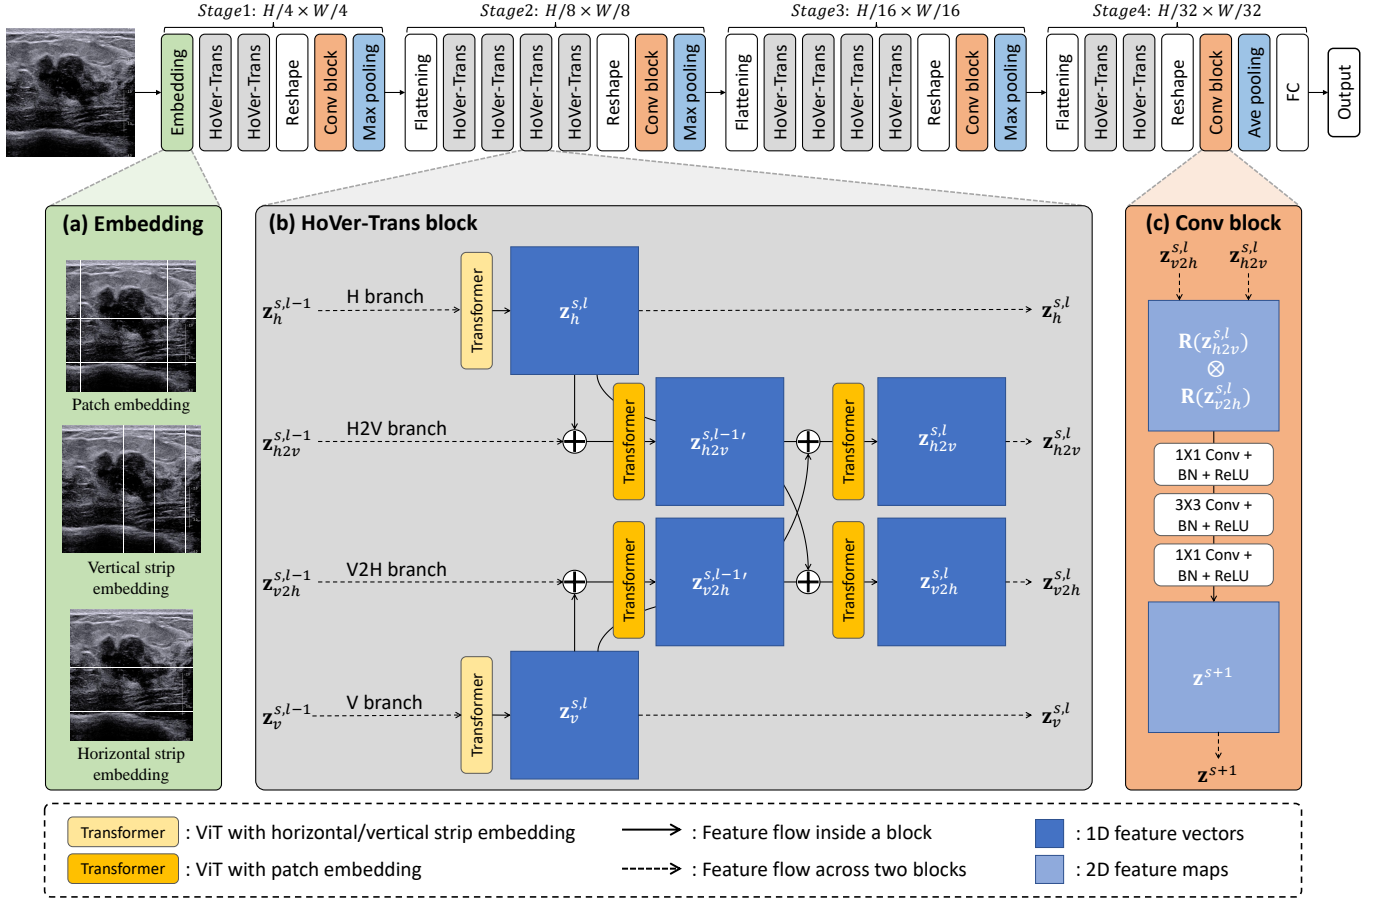 Stage1: H/4 × W/4
Stage2: H/8 × W/8
Stage3: H/16 × W/16
Stage4: H/32 × W/32
Embedding
HoVer-Trans
HoVer-Trans
Reshape
Conv block
Max pooling
Flattening
HoVer-Trans
HoVer-Trans
HoVer-Trans
HoVer-Trans
Reshape
Conv block
Max pooling
Flattening
HoVer-Trans
HoVer-Trans
HoVer-Trans
HoVer-Trans
Reshape
Conv block
Max pooling
Flattening
HoVer-Trans
HoVer-Trans
Reshape
Conv block
Ave pooling
FC
Output
(a) Embedding
Patch embedding
Vertical strip
embedding
Horizontal strip
embedding
(b) HoVer-Trans block
z_h^{s,l−1}
H branch
Transformer
z_h^{s,l}
z_h^{s,l}
z_{h2v}^{s,l−1}
H2V branch
Transformer
z_{h2v}^{s,l−1′}
Transformer
z_{h2v}^{s,l}
z_{h2v}^{s,l}
z_{v2h}^{s,l−1}
V2H branch
Transformer
z_{v2h}^{s,l−1′}
Transformer
z_{v2h}^{s,l}
z_{v2h}^{s,l}
z_v^{s,l−1}
V branch
Transformer
z_v^{s,l}
z_v^{s,l}
(c) Conv block
z_{v2h}^{s,l} z_{h2v}^{s,l}
R(z_{h2v}^{s,l})
⊗
R(z_{v2h}^{s,l})
1X1 Conv +
BN + ReLU
3X3 Conv +
BN + ReLU
1X1 Conv +
BN + ReLU
z^{s+1}
z^{s+1}
Transformer : ViT with horizontal/vertical strip embedding
Transformer : ViT with patch embedding
: Feature flow inside a block
: Feature flow across two blocks
: 1D feature vectors
: 2D feature maps